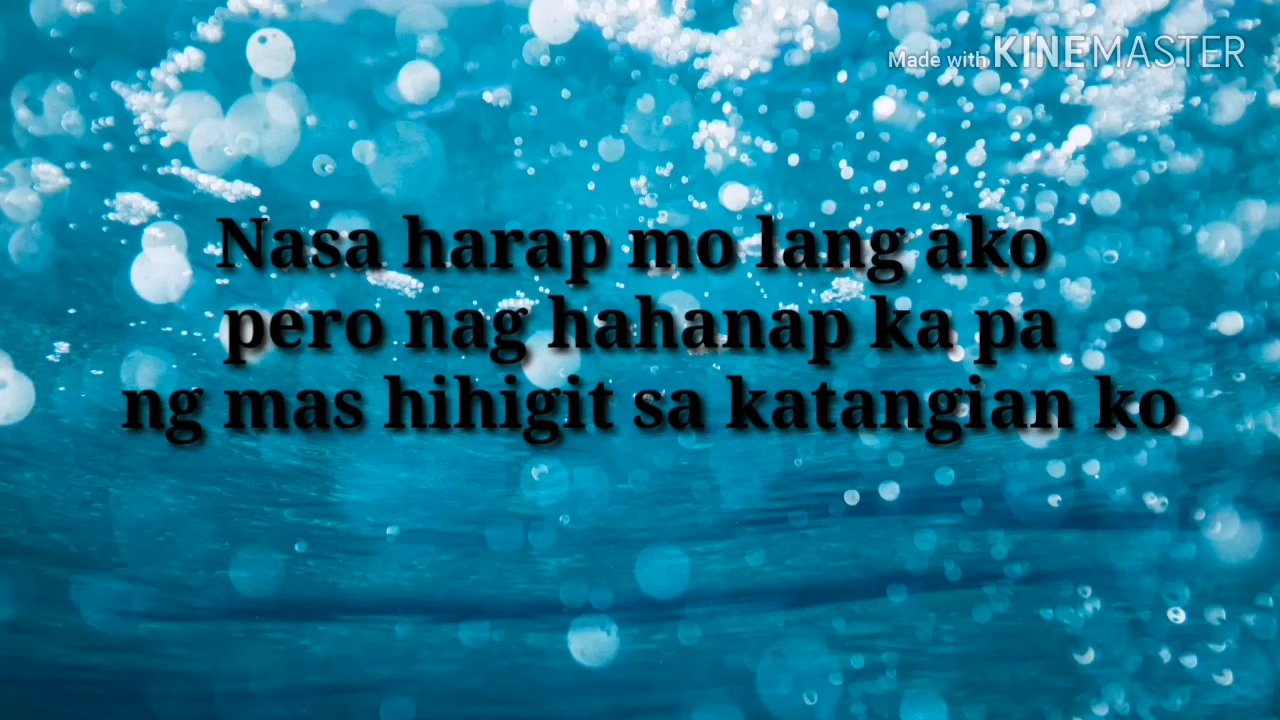 Made with KINEMASTER
Nasa harap mo lang ako
pero nag hahanap ka pa
ng mas hihigit sa katangian ko